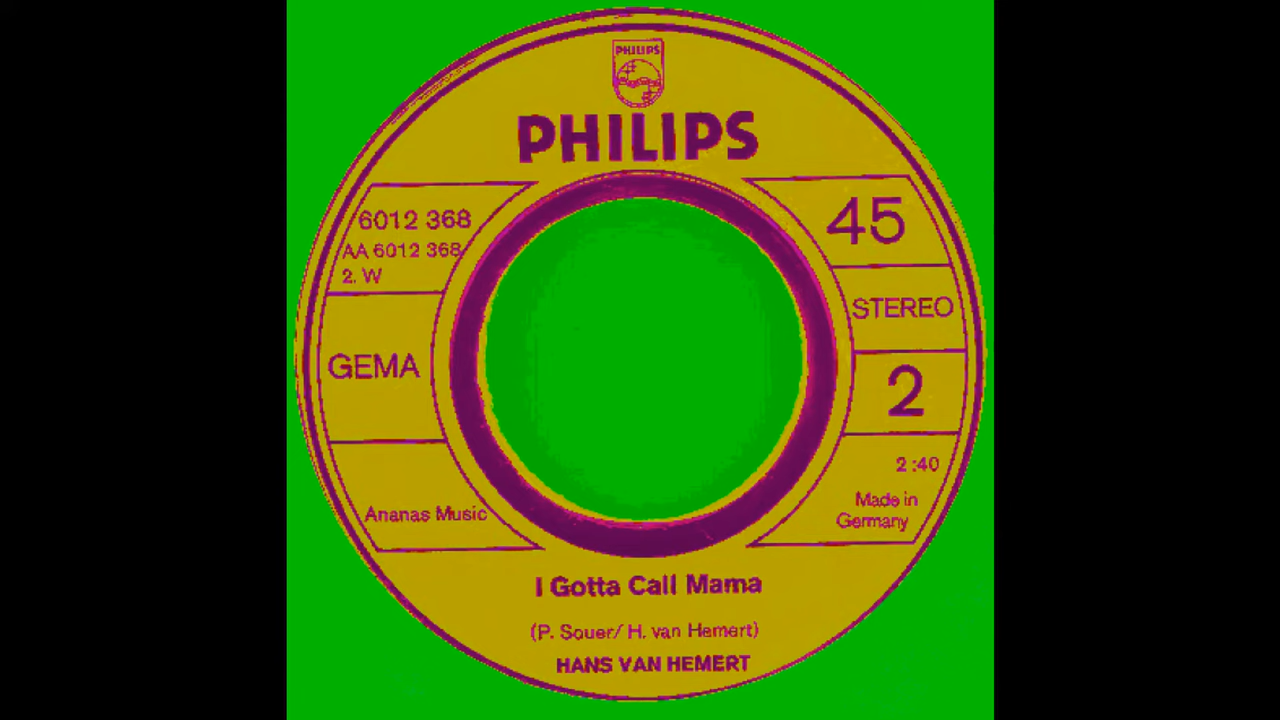 PHILIPS
PHILIPS
6012 368
AA 6012 368
2. W
GEMA
Ananas Music
45
STEREO
2
2:40
Made in
Germany
I Gotta Call Mama
(P. Souer/ H. van Hemert)
HANS VAN HEMERT